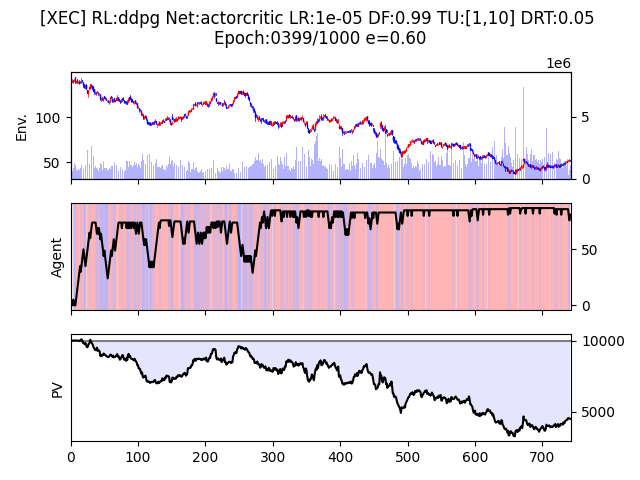 [XEC] RL:ddpg Net:actorcritic LR:1e-05 DF:0.99 TU:[1,10] DRT:0.05
Epoch:0399/1000 e=0.60
1e6
Env.
100
50
5
0
Agent
50
0
PV
10000
5000
0 100 200 300 400 500 600 700